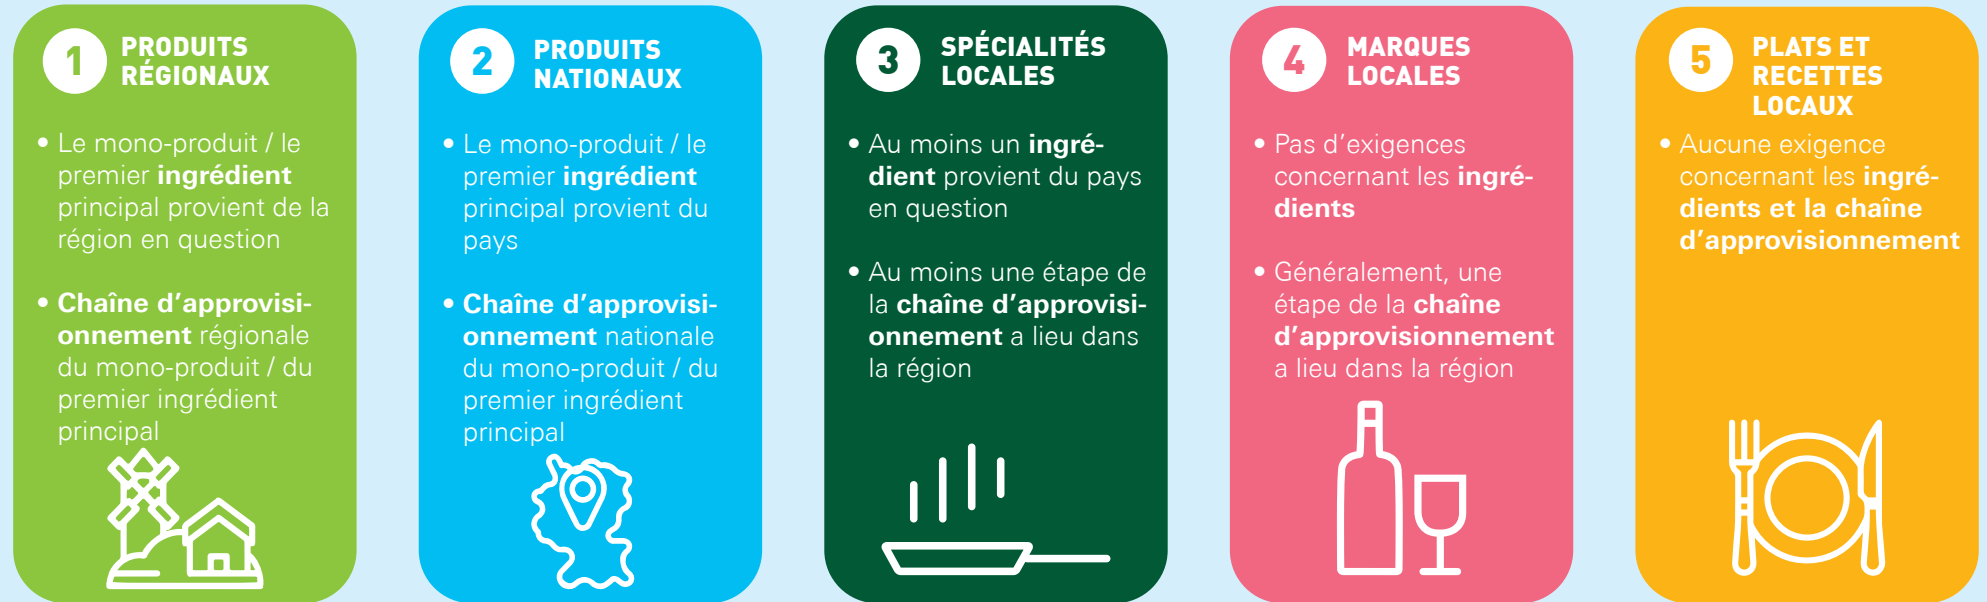 1
PRODUITS
RÉGIONAUX
• Le mono-produit / le
premier ingrédient
principal provient de la
région en question
• Chaîne d’approvisi-
onnement régionale
du mono-produit / du
premier ingrédient
principal
2
PRODUITS
NATIONAUX
• Le mono-produit / le
premier ingrédient
principal provient du
pays
• Chaîne d’approvisi-
onnement nationale
du mono-produit / du
premier ingrédient
principal
3
SPÉCIALITÉS
LOCALES
• Au moins un ingré-
dient provient du pays
en question
• Au moins une étape de
la chaîne d’approvisi-
onnement a lieu dans
la région
4
MARQUES
LOCALES
• Pas d’exigences
concernant les ingré-
dients
• Généralement, une
étape de la chaîne
d’approvisionnement
a lieu dans la région
5
PLATS ET
RECETTES
LOCAUX
• Aucune exigence
concernant les ingré-
dients et la chaîne
d’approvisionnement